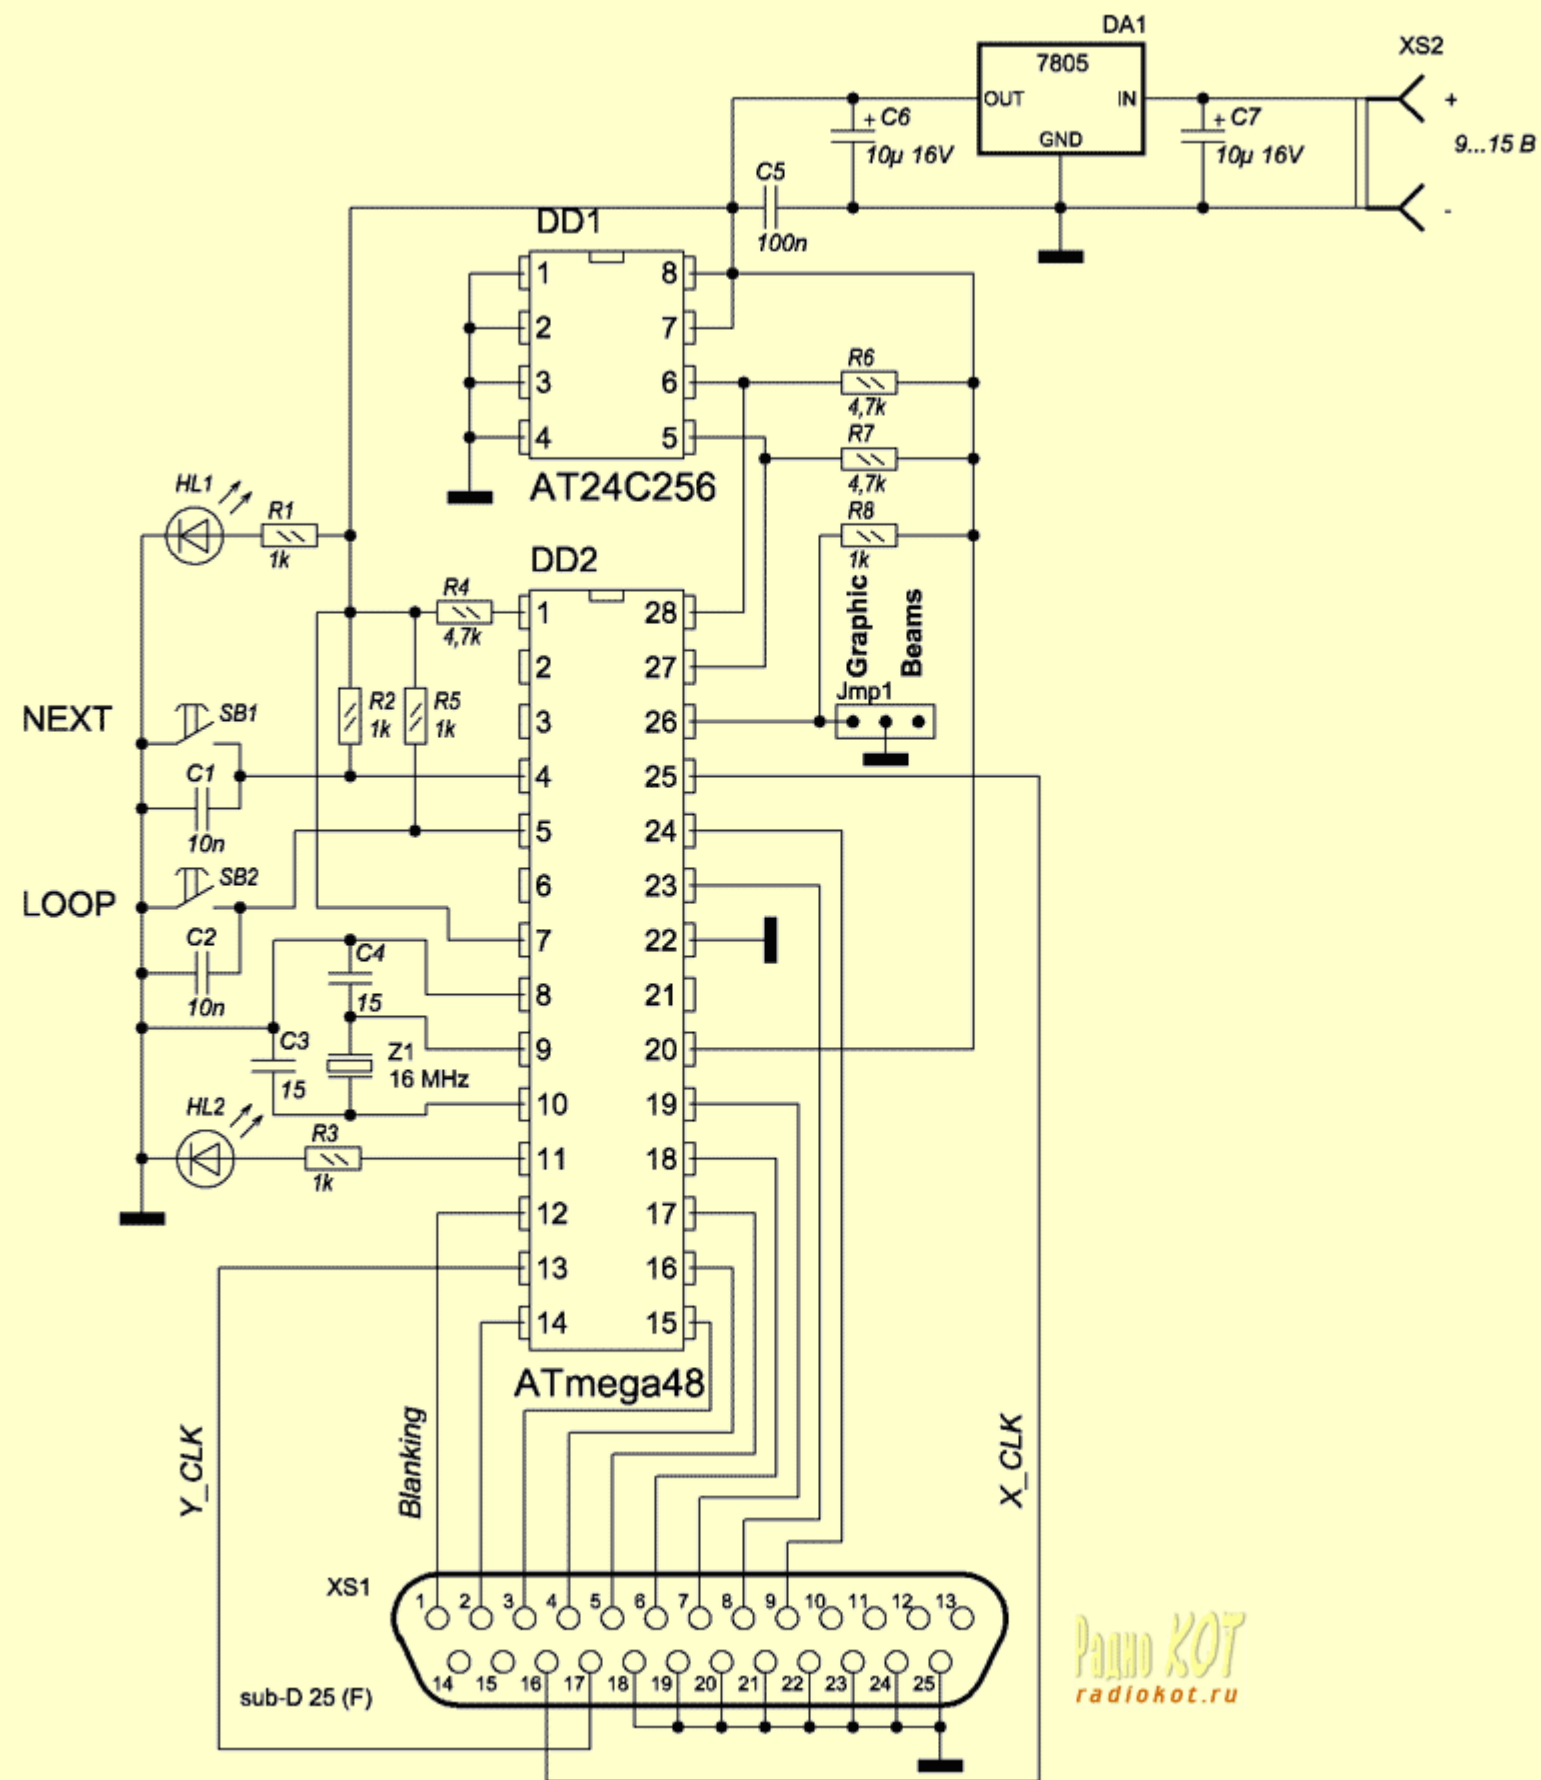 DA1
XS2
7805
OUT
IN
+
+ C6
+ C7
GND
9...15 В
10µ 16V
10µ 16V
C5
-
DD1
100n
1
8
2
7
R6
3
6
4,7k
R7
4
5
HL1
AT24C256
4,7k
R1
R8
DD2
1k
1k
R4
Graphic
Beams
1
28
4,7k
2
27
Jmp1
R2
R5
NEXT
SB1
1k
1k
3
26
C1
4
25
5
24
10n
SB2
6
23
LOOP
C2
7
22
C4
8
21
10n
15
C3
9
20
Z1
16 MHz
15
HL2
10
19
R3
11
18
1k
12
17
13
16
14
15
ATmega48
Y_CLK
Blanking
X_CLK
XS1
1
2
3
4
5
6
7
8
9
10
11
12
13
14
15
16
17
18
19
20
21
22
23
24
25
sub-D 25 (F)
Радио КОТ
radiokot.ru